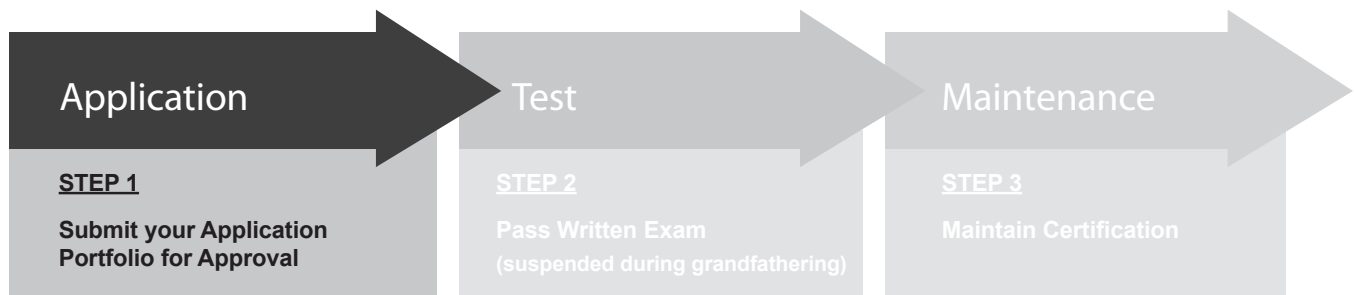 Application
STEP 1
Submit your Application
Portfolio for Approval
Test
STEP 2
Pass Written Exam
(suspended during grandfathering)
Maintenance
STEP 3
Maintain Certification